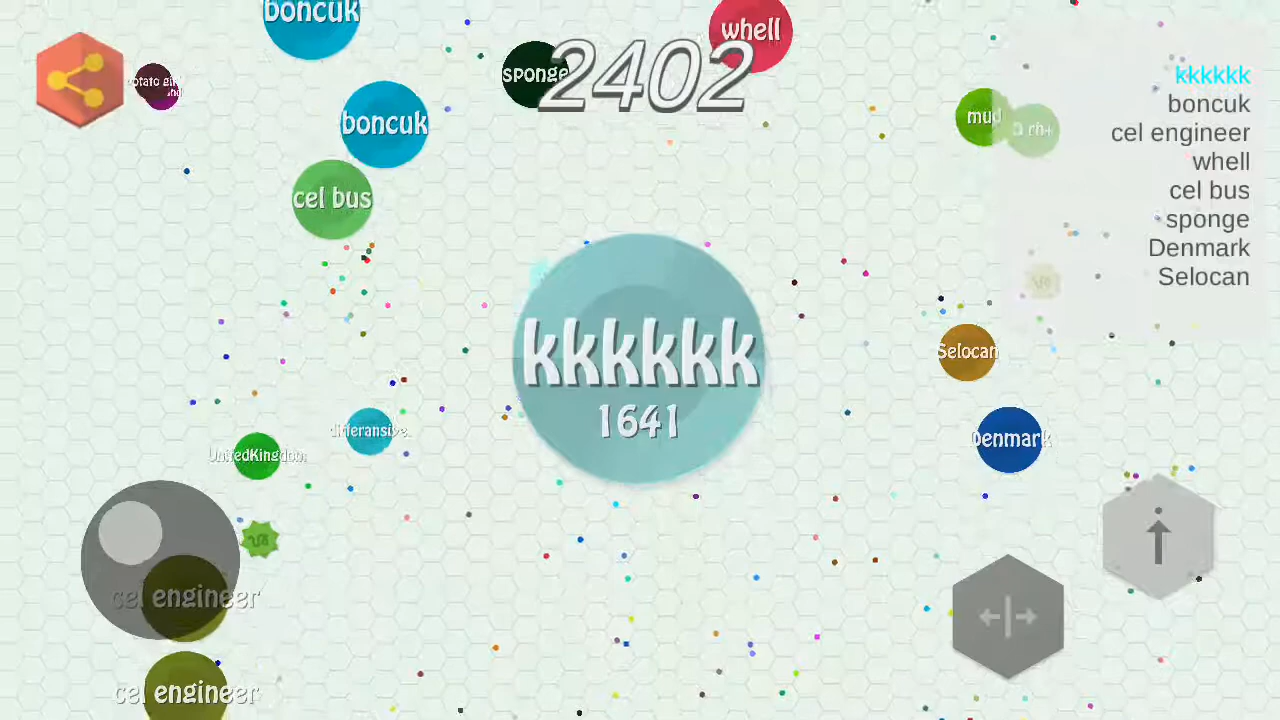 boncuk
whell
sponge
2402
mud
rh+
boncuk
cel bus
kkkkkk
1641
Selocan
Denmark
UnitedKingdom
cel engineer
cel engineer
kkkkkk
boncuk
cel engineer
whell
cel bus
sponge
Denmark
Selocan